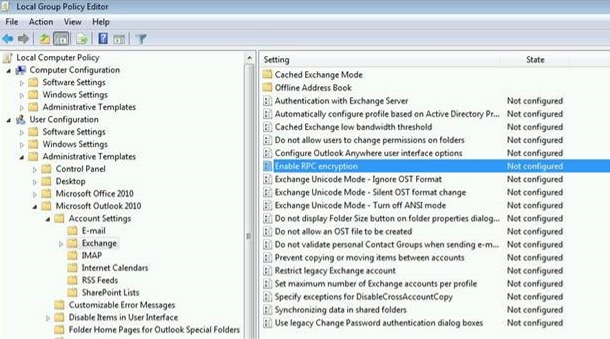 Local Group Policy Editor
File Action View Help
Local Computer Policy
Computer Configuration
Software Settings
Windows Settings
Administrative Templates
User Configuration
Software Settings
Windows Settings
Administrative Templates
Control Panel
Desktop
Microsoft Office 2010
Microsoft Outlook 2010
Account Settings
E-mail
Exchange
IMAP
Internet Calendars
RSS Feeds
SharePoint Lists
Customizable Error Messages
Disable Items in User Interface
Folder Home Pages for Outlook Special Folders
Setting State
Cached Exchange Mode
Offline Address Book
Authentication with Exchange Server Not configured
Automatically configure profile based on Active Directory Pr... Not configured
Cached Exchange low bandwidth threshold Not configured
Do not allow users to change permissions on folders Not configured
Configure Outlook Anywhere user interface options Not configured
Enable RPC encryption Not configured
Exchange Unicode Mode - Ignore OST Format Not configured
Exchange Unicode Mode - Silent OST format change Not configured
Exchange Unicode Mode - Turn off ANSI mode Not configured
Do not display Folder Size button on folder properties dialog... Not configured
Do not allow an OST file to be created Not configured
Do not validate personal Contact Groups when sending e-m... Not configured
Prevent copying or moving items between accounts Not configured
Restrict legacy Exchange account Not configured
Set maximum number of Exchange accounts per profile Not configured
Specify exceptions for DisableCrossAccountCopy Not configured
Synchronizing data in shared folders Not configured
Use legacy Change Password authentication dialog boxes Not configured